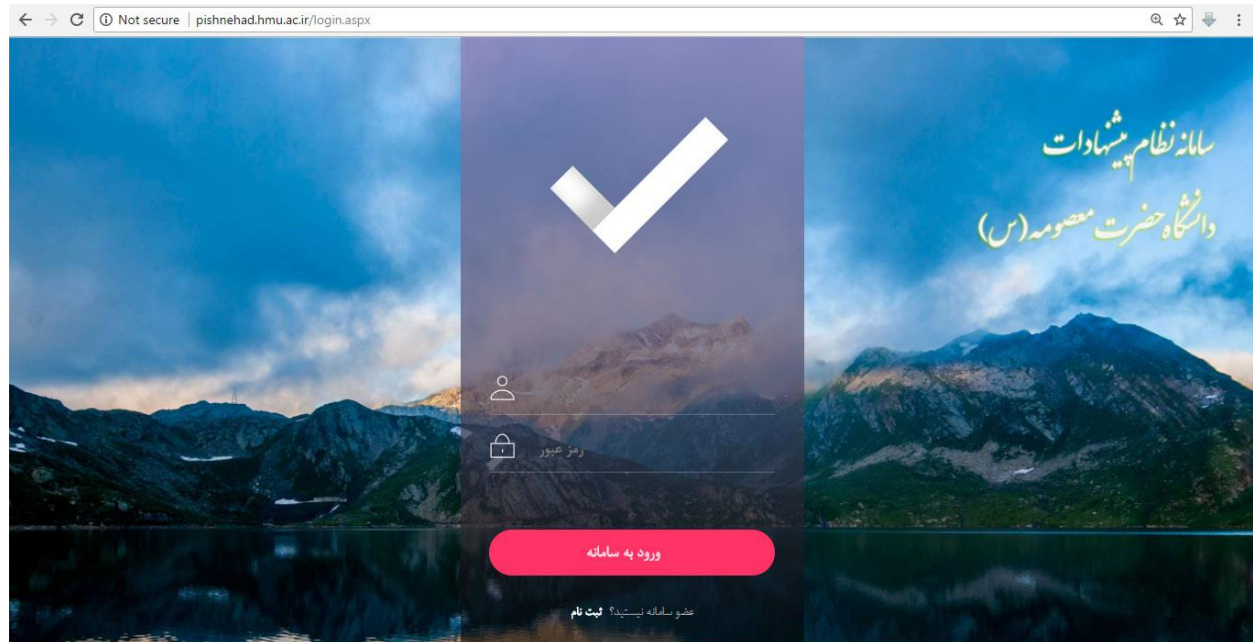 Not secure | pishnehad.hmu.ac.ir/login.aspx
سامانه نظام پیشنهادات
دانشگاه حضرت معصومه (س)
رمز عبور
ورود به سامانه
عضو سامانه نیستید؟ ثبت نام